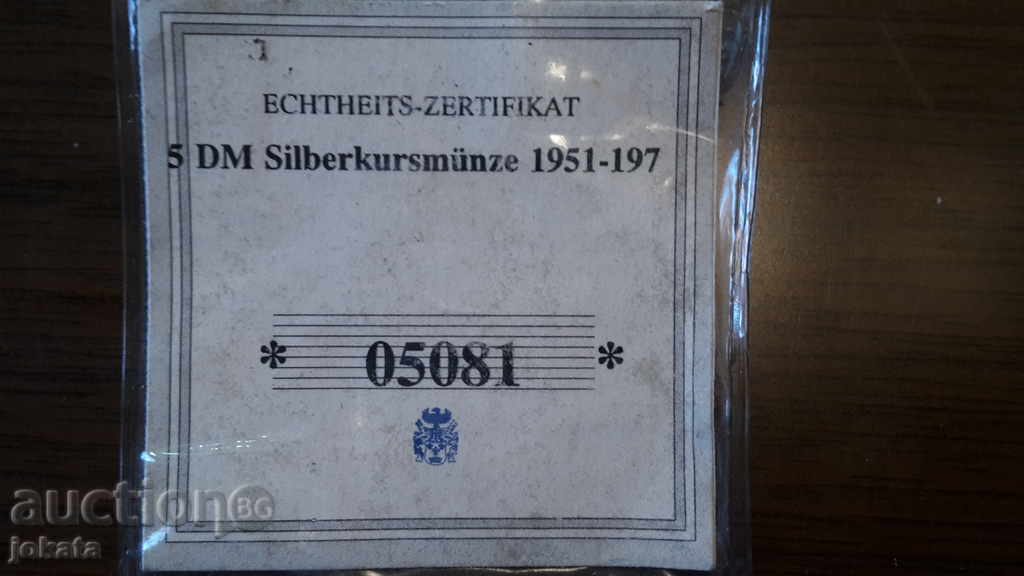 ECHTHEITS-ZERTIFIKAT
5 DM Silberkursmünze 1951-197
* 05081 *
auction BG
jokata